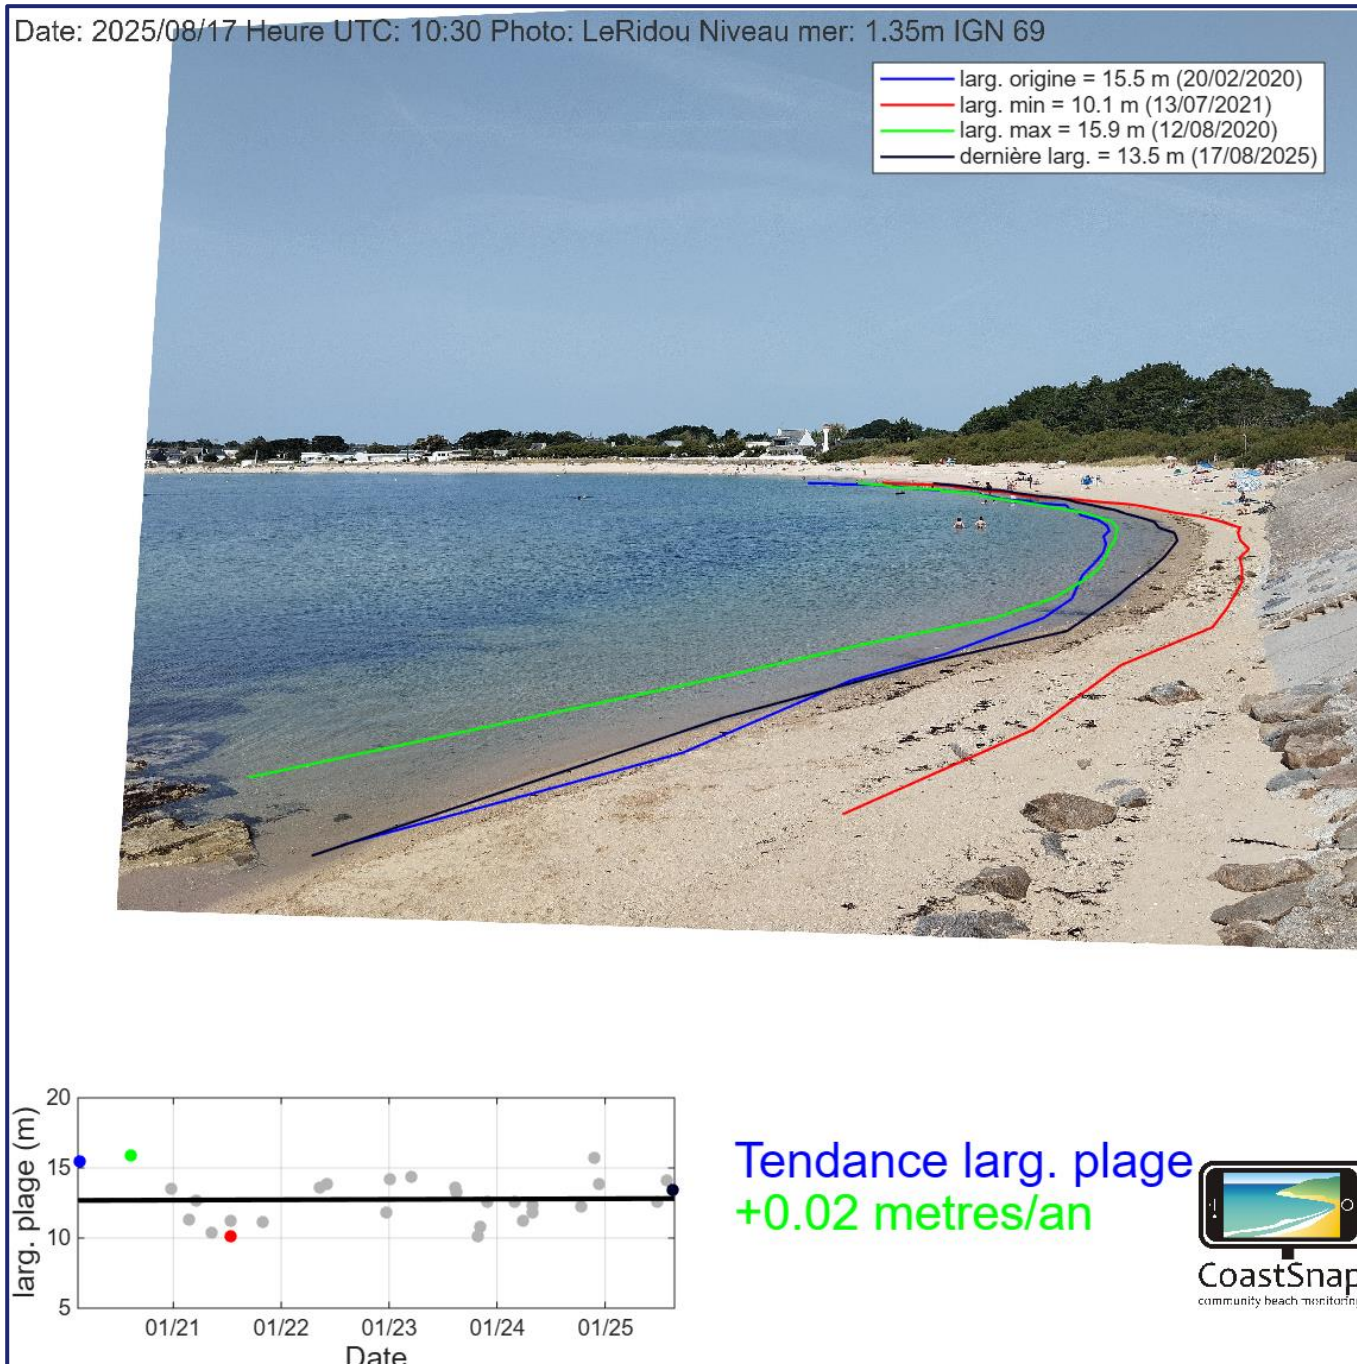 Date: 2025/08/17 Heure UTC: 10:30 Photo: LeRidou Niveau mer: 1.35m IGN 69
larg. origine = 15.5 m (20/02/2020)
larg. min = 10.1 m (13/07/2021)
larg. max = 15.9 m (12/08/2020)
dernière larg. = 13.5 m (17/08/2025)
20
15
10
5
larg. plage (m)
01/21 01/22 01/23 01/24 01/25
Date
Tendance larg. plage
+0.02 metres/an
CoastSnap
community beach monitoring